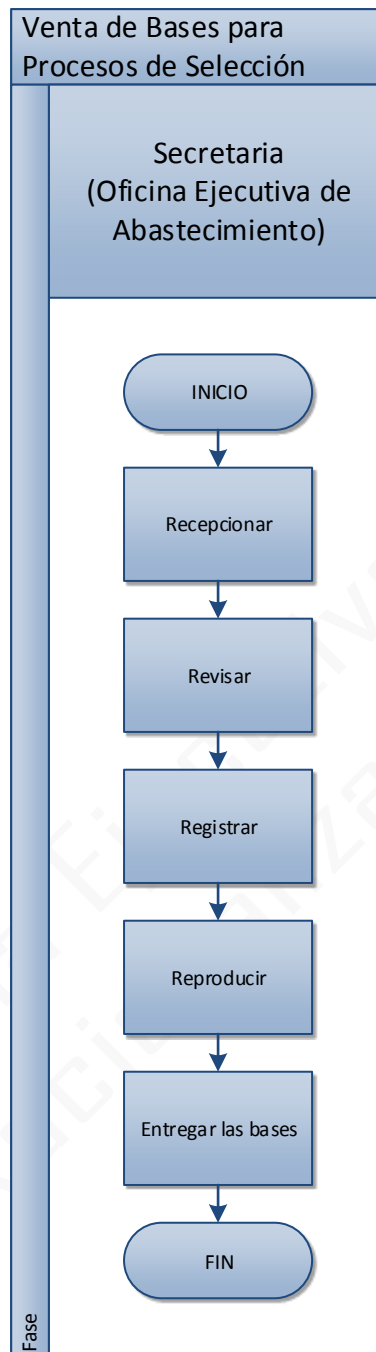 Venta de Bases para
Procesos de Selección
Secretaria
(Oficina Ejecutiva de
Abastecimiento)
INICIO
Recepcionar
Revisar
Registrar
Reproducir
Entregar las bases
FIN
Fase